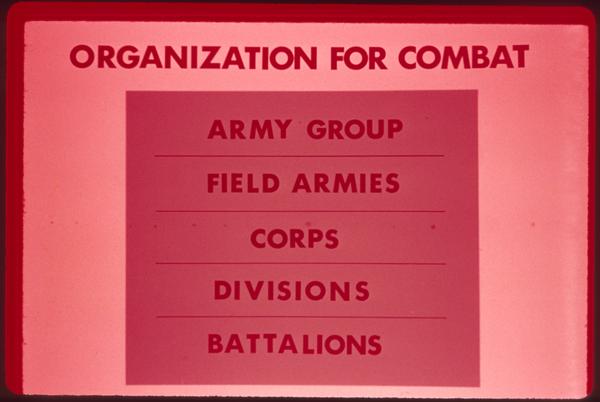 ORGANIZATION FOR COMBAT
ARMY GROUP
FIELD ARMIES
CORPS
DIVISIONS
BATTALIONS